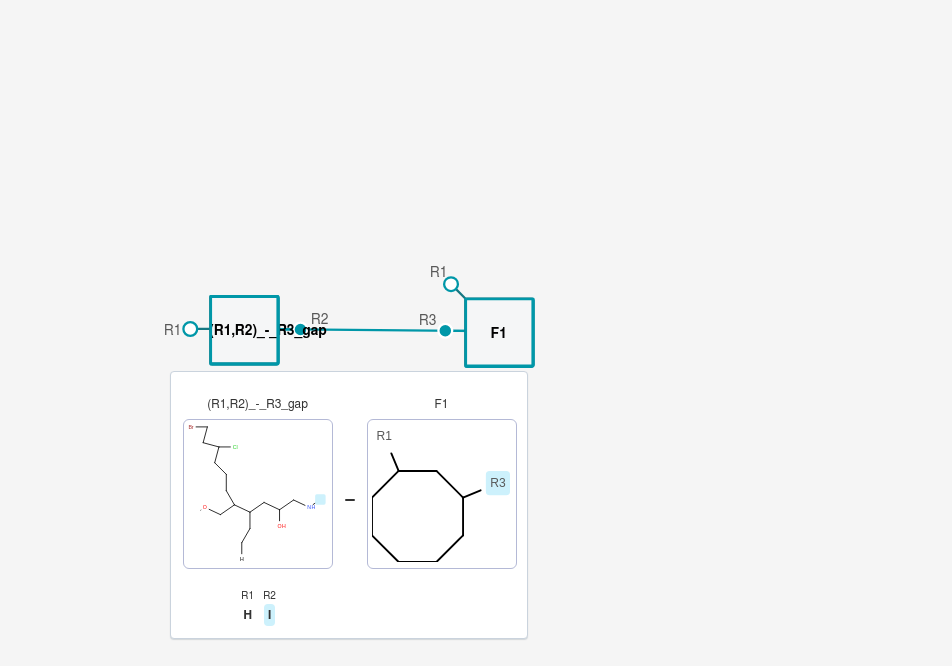 R1
R1
(R1,R2)_-_R3_gap
R2
R3
F1
(R1,R2)_-_R3_gap
F1
Br
Cl
O
OH
NH
H
R1
R3
–
R1 R2
H I